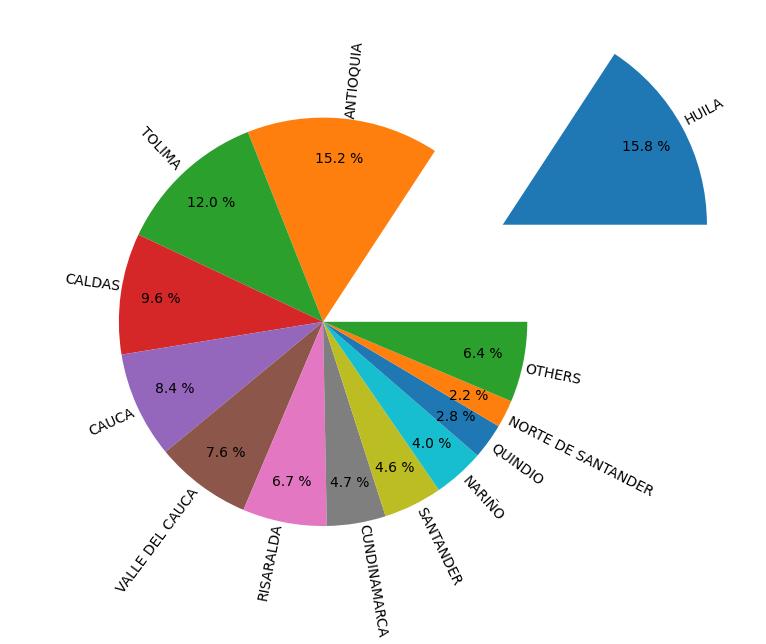 HUILA
15.8 %
ANTIOQUIA
15.2 %
TOLIMA
12.0 %
CALDAS
9.6 %
CAUCA
8.4 %
VALLE DEL CAUCA
7.6 %
RISARALDA
6.7 %
CUNDINAMARCA
4.7 %
SANTANDER
4.6 %
NARIÑO
4.0 %
QUINDIO
2.8 %
NORTE DE SANTANDER
2.2 %
OTHERS
6.4 %